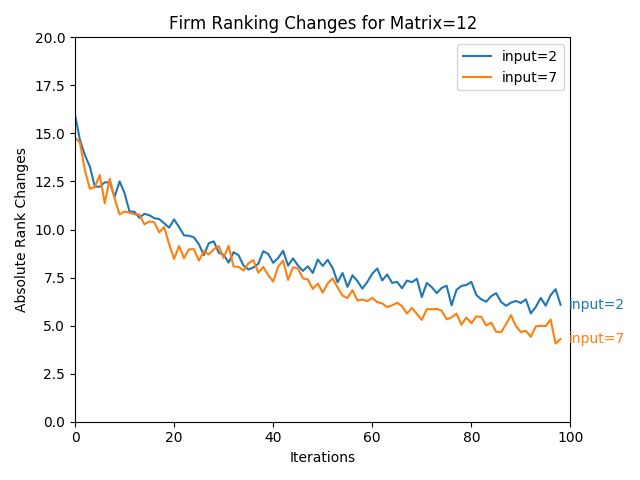 Firm Ranking Changes for Matrix=12
20.0
17.5
15.0
12.5
10.0
7.5
5.0
2.5
0.0
Absolute Rank Changes
input=2
input=7
input=2
input=7
0 20 40 60 80 100
Iterations